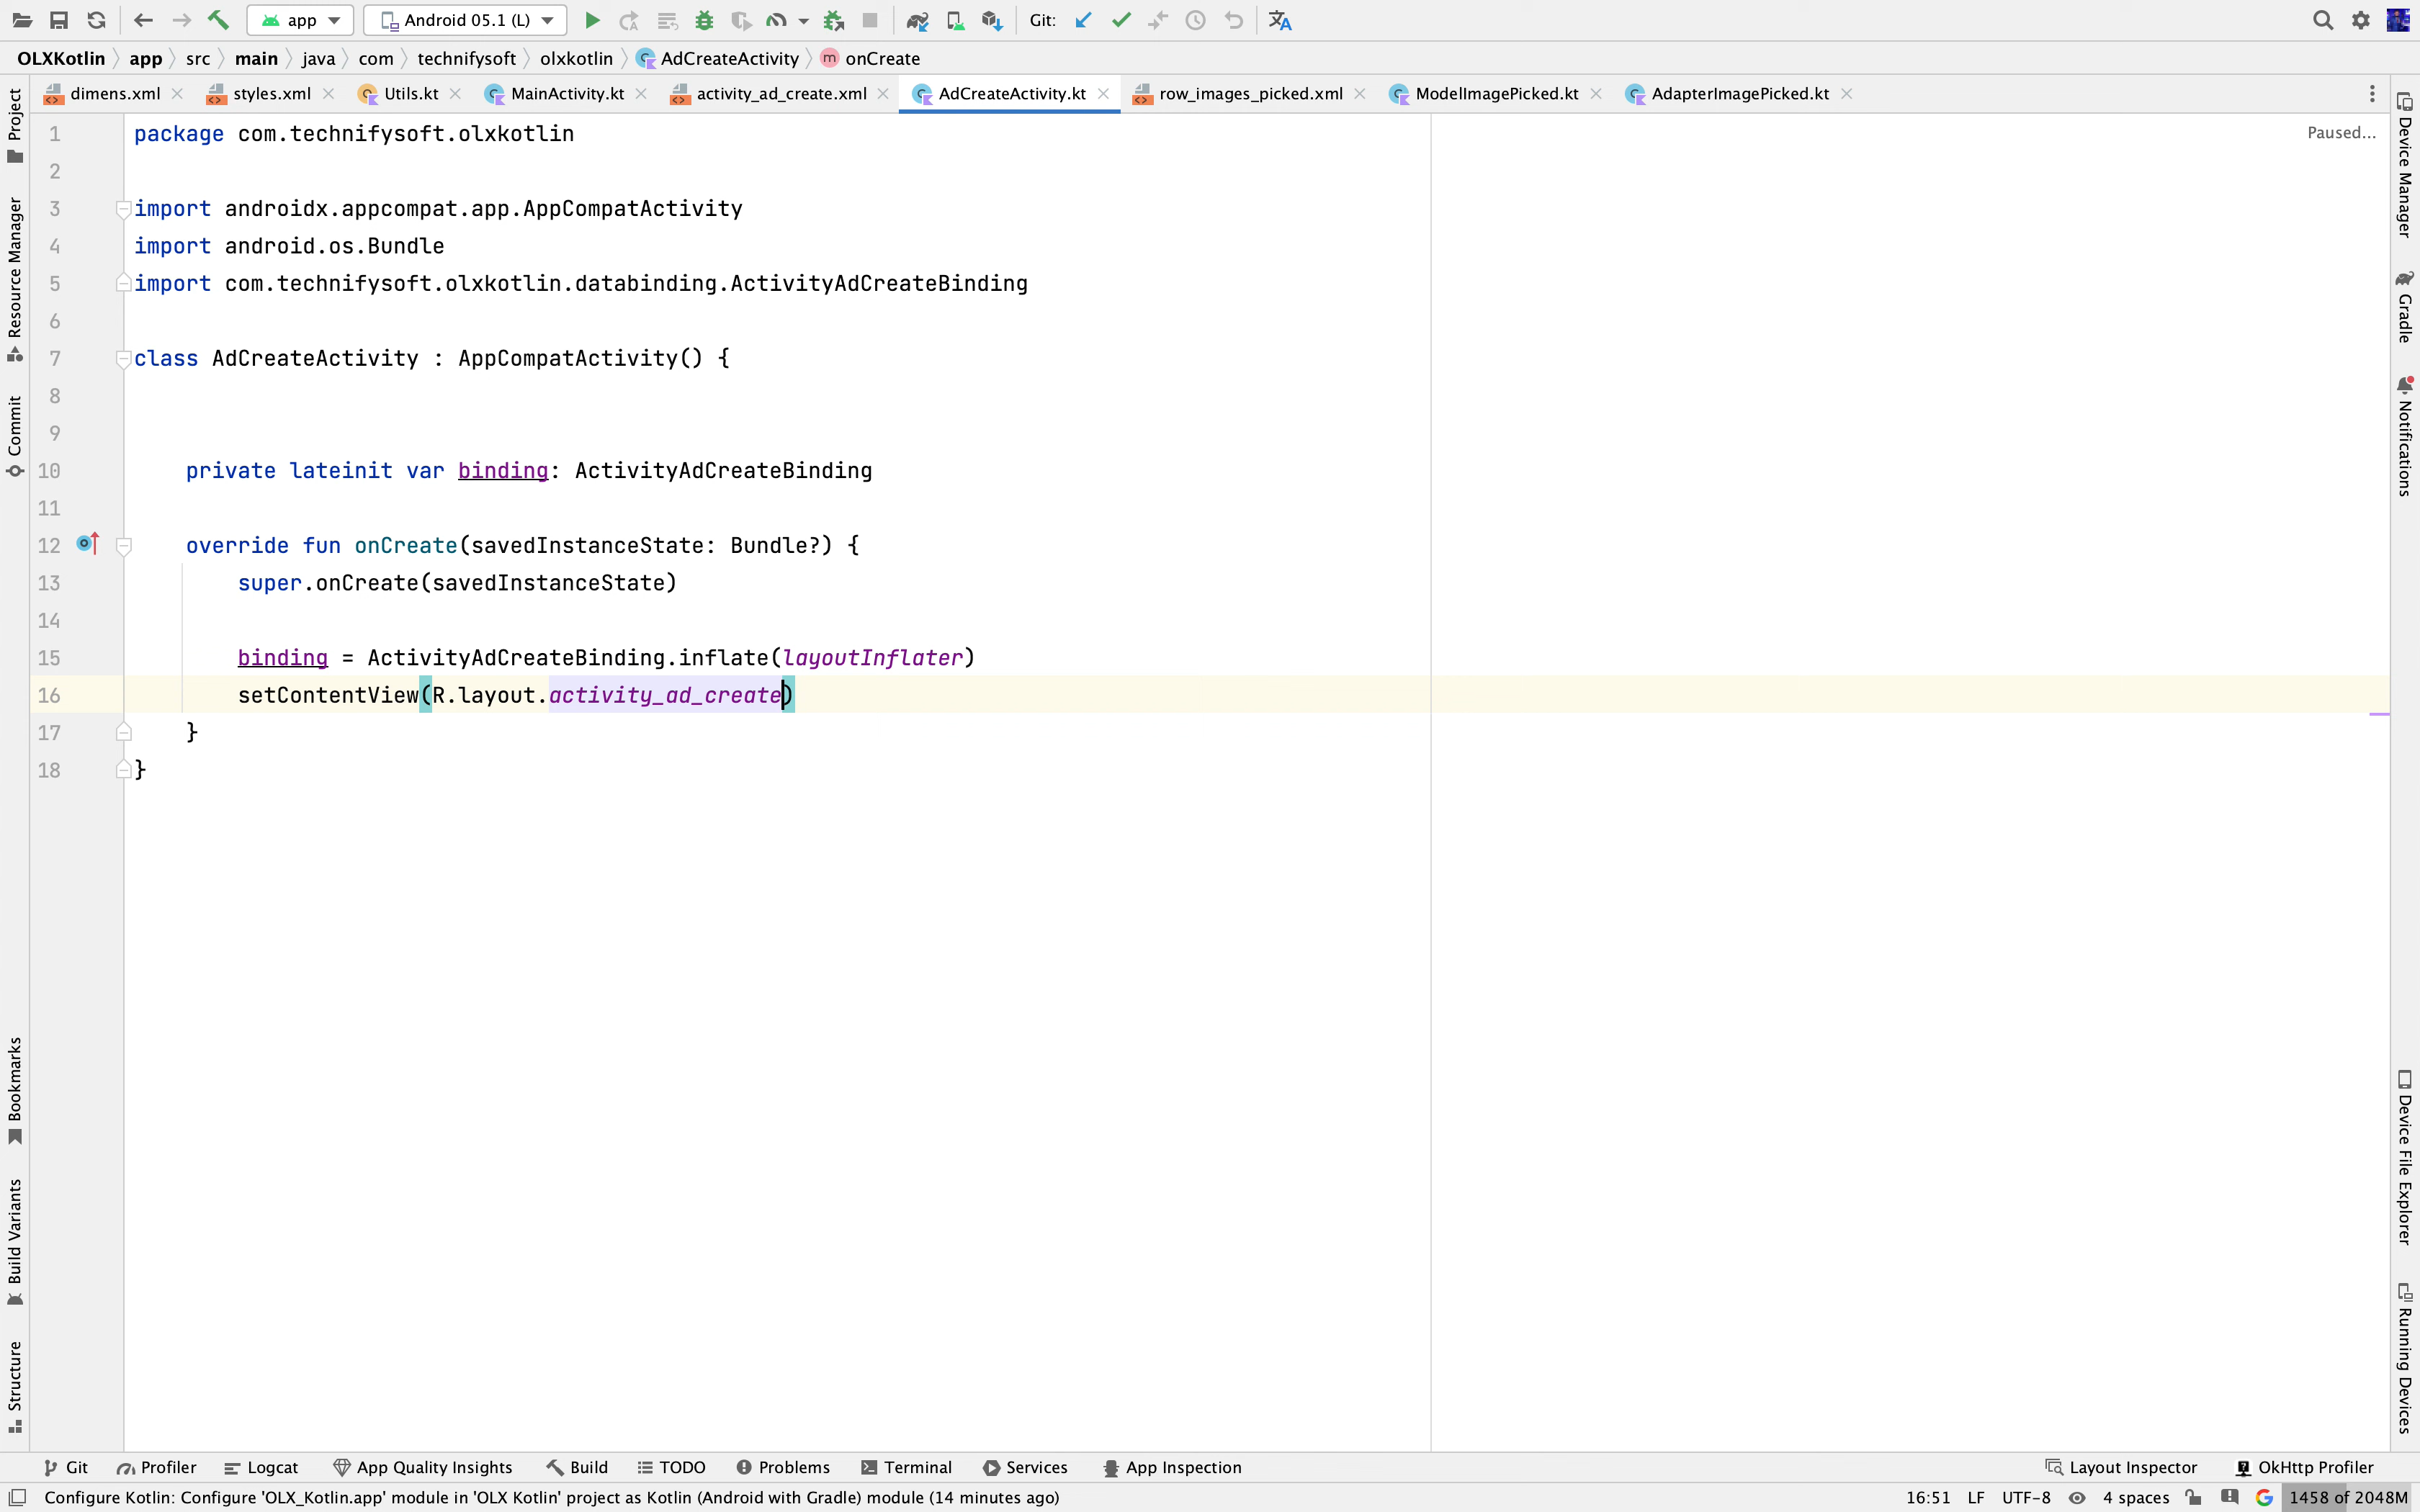 app
Android 05.1 (L)
Git:
OLXKotlin
app
src
main
java
com
technifysoft
olxkotlin
AdCreateActivity
onCreate
dimens.xml
styles.xml
Utils.kt
MainActivity.kt
activity_ad_create.xml
AdCreateActivity.kt
row_images_picked.xml
ModelImagePicked.kt
AdapterImagePicked.kt
Project
Resource Manager
Commit
Bookmarks
Build Variants
Structure
Paused...
1 package com.technifysoft.olxkotlin
2
3 import androidx.appcompat.app.AppCompatActivity
4 import android.os.Bundle
5 import com.technifysoft.olxkotlin.databinding.ActivityAdCreateBinding
6
7 class AdCreateActivity : AppCompatActivity() {
8
9
10 private lateinit var binding: ActivityAdCreateBinding
11
12 override fun onCreate(savedInstanceState: Bundle?) {
13 super.onCreate(savedInstanceState)
14
15 binding = ActivityAdCreateBinding.inflate(layoutInflater)
16 setContentView(R.layout.activity_ad_create)
17 }
18 }
Device Manager
Gradle
Notifications
Device File Explorer
Running Devices
Git
Profiler
Logcat
App Quality Insights
Build
TODO
Problems
Terminal
Services
App Inspection
Layout Inspector
OkHttp Profiler
Configure Kotlin: Configure 'OLX_Kotlin.app' module in 'OLX Kotlin' project as Kotlin (Android with Gradle) module (14 minutes ago)
16:51
LF
UTF-8
4 spaces
1458 of 2048M